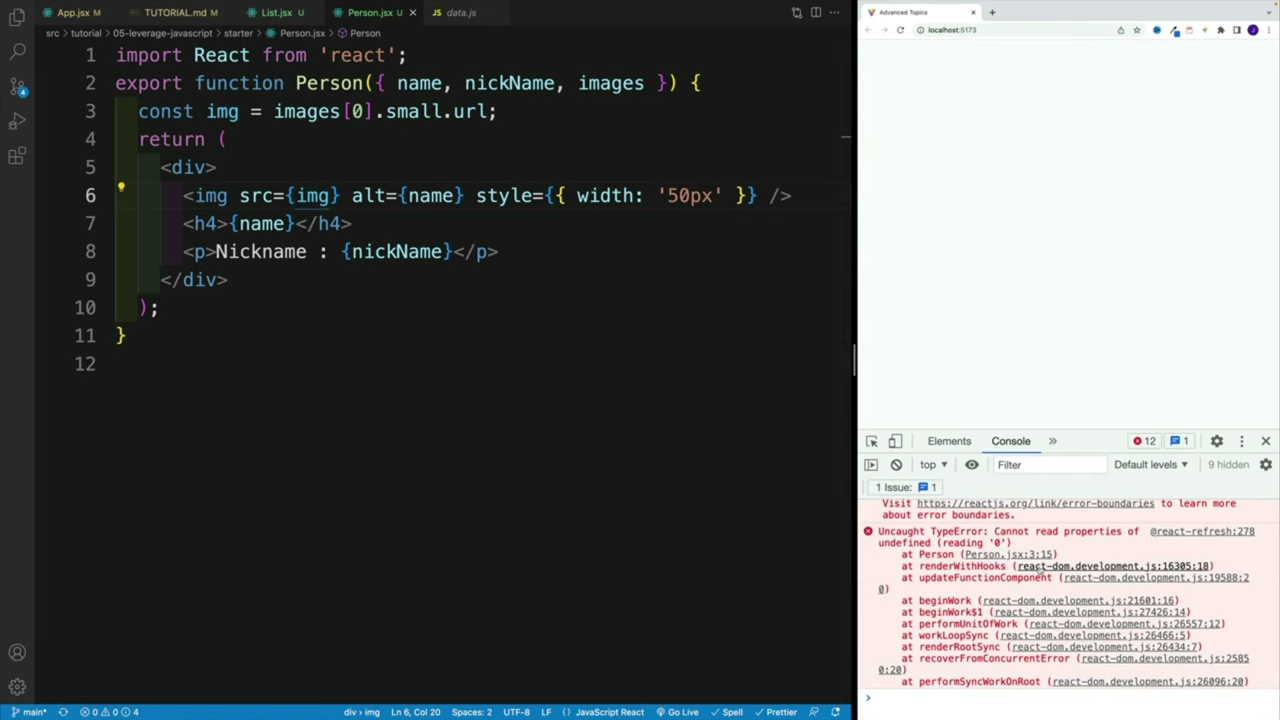 App.jsx M
TUTORIAL.md M
List.jsx U
Person.jsx U
data.js
src > tutorial > 05-leverage-javascript > starter > Person.jsx > Person
1 import React from 'react';
2 export function Person({ name, nickName, images }) {
3 const img = images[0].small.url;
4 return (
5 <div>
6 <img src={img} alt={name} style={{ width: '50px' }} />
7 <h4>{name}</h4>
8 <p>Nickname : {nickName}</p>
9 </div>
10 );
11 }
12
4
main*
0 0 4
div > img
Ln 6, Col 20
Spaces: 2
UTF-8
LF
{} JavaScript React
Go Live
Spell
Prettier
Advanced Topics
localhost:5173
J
Elements
Console
12
1
top
Filter
Default levels
9 hidden
1 Issue: 1
Visit https://reactjs.org/link/error-boundaries to learn more
about error boundaries.
Uncaught TypeError: Cannot read properties of @react-refresh:278
undefined (reading '0')
at Person (Person.jsx:3:15)
at renderWithHooks (react-dom.development.js:16305:18)
at updateFunctionComponent (react-dom.development.js:19588:2
0)
at beginWork (react-dom.development.js:21601:16)
at beginWork$1 (react-dom.development.js:27426:14)
at performUnitOfWork (react-dom.development.js:26557:12)
at workLoopSync (react-dom.development.js:26466:5)
at renderRootSync (react-dom.development.js:26434:7)
at recoverFromConcurrentError (react-dom.development.js:2585
0:20)
at performSyncWorkOnRoot (react-dom.development.js:26096:20)